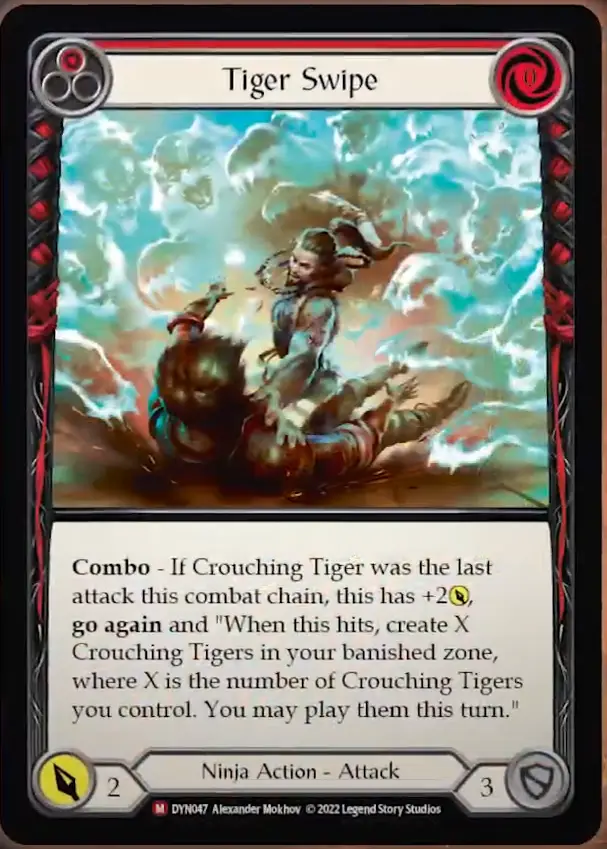 Tiger Swipe
0
Combo - If Crouching Tiger was the last
attack this combat chain, this has +2,
go again and "When this hits, create X
Crouching Tigers in your banished zone,
where X is the number of Crouching Tigers
you control. You may play them this turn."
2
Ninja Action - Attack
3
M DYN047 Alexander Mokhov © 2022 Legend Story Studios